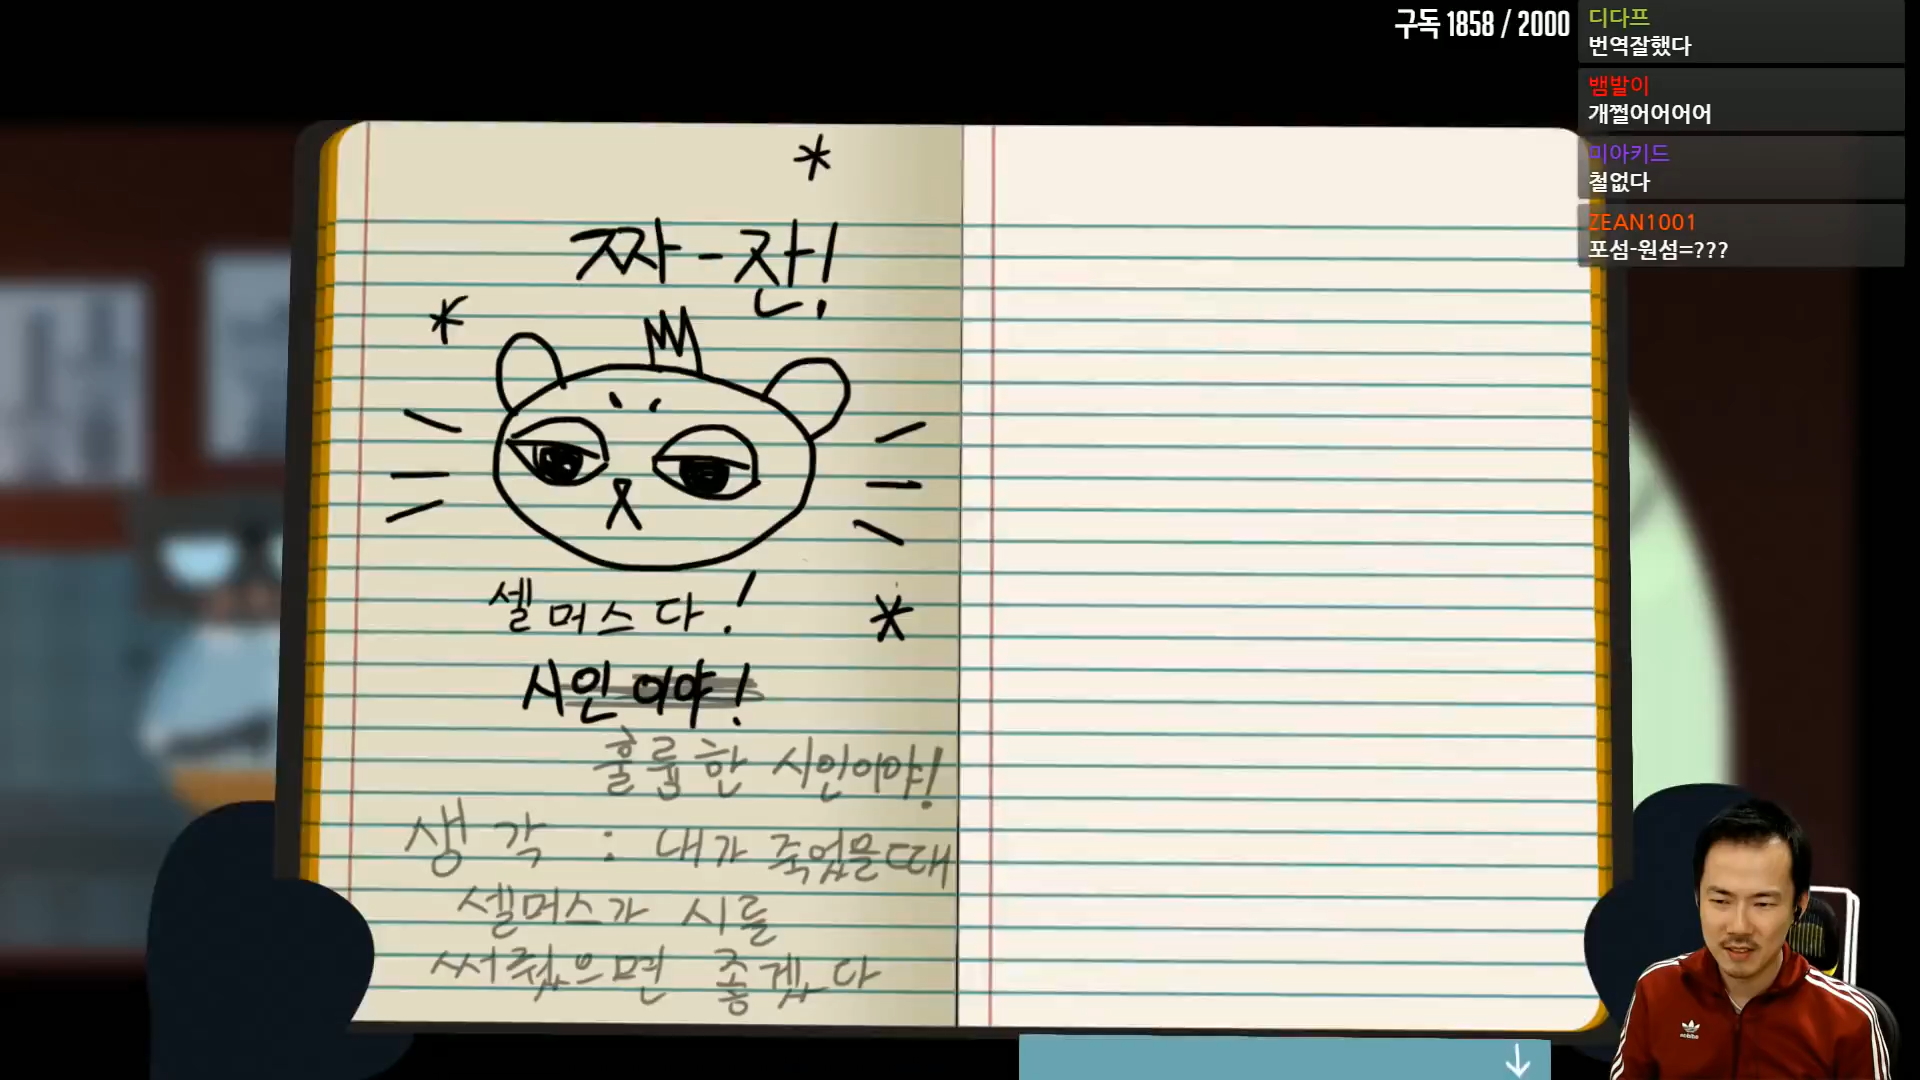 구독 1858 / 2000
디다프
번역잘했다
뱀발이
개쩔어어어어
미아키드
철없다
ZEAN1001
포섬-원섬=???
짜-잔!
셀머스다!
시인이야!
훌륭한 시인이야!
생각 : 내가 죽었을때
셀머스가 시를
써줬으면 좋겠다
adidas